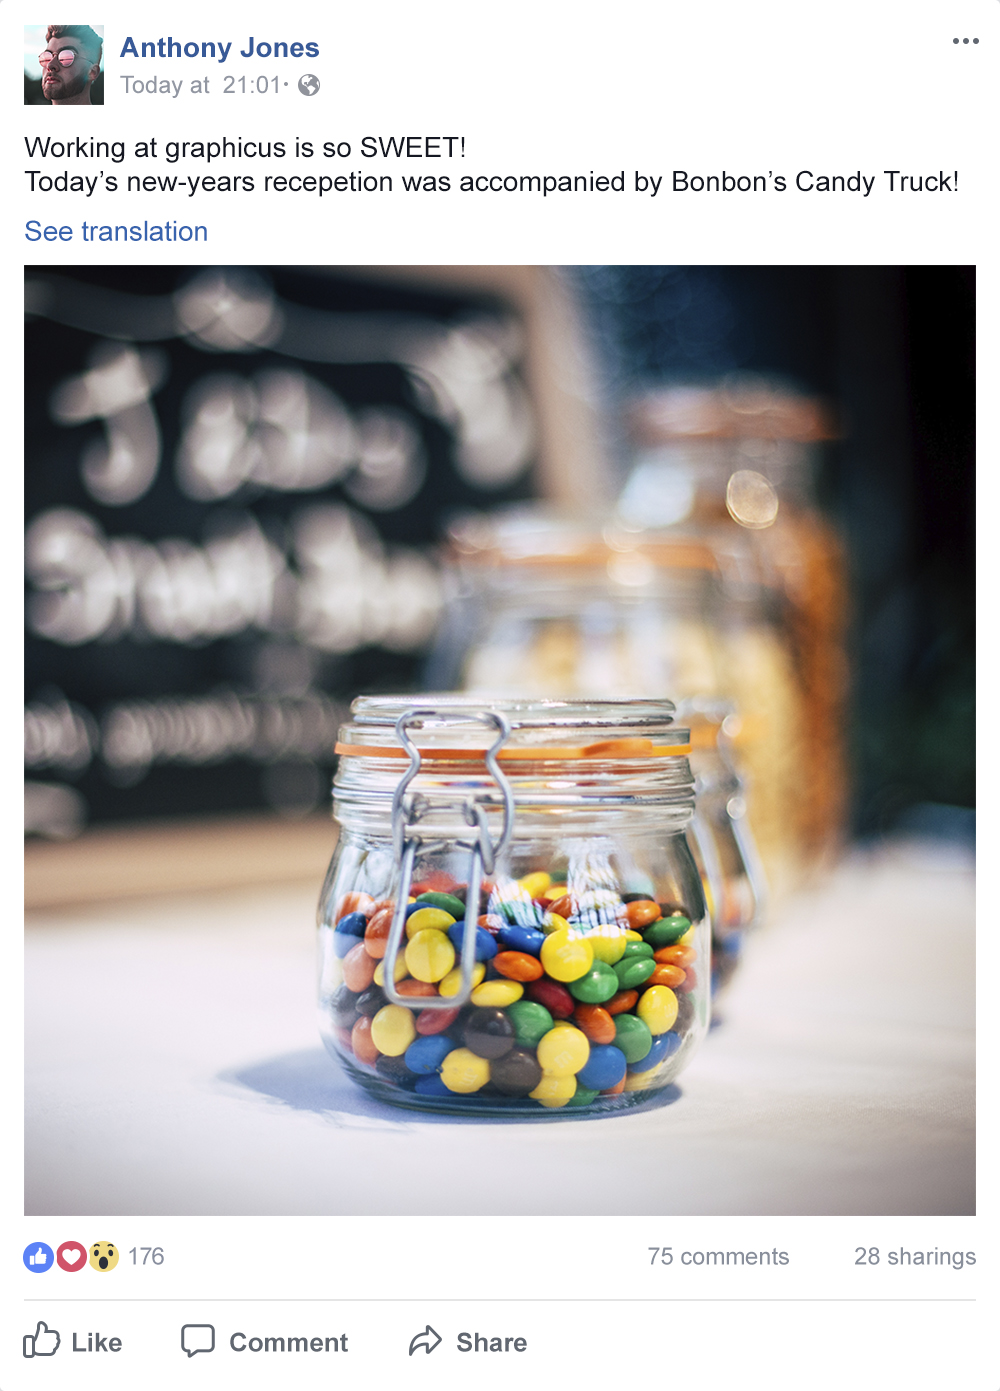 Anthony Jones
Today at 21:01·
Working at graphicus is so SWEET!
Today’s new-years recepetion was accompanied by Bonbon’s Candy Truck!
See translation
176
75 comments
28 sharings
Like
Comment
Share